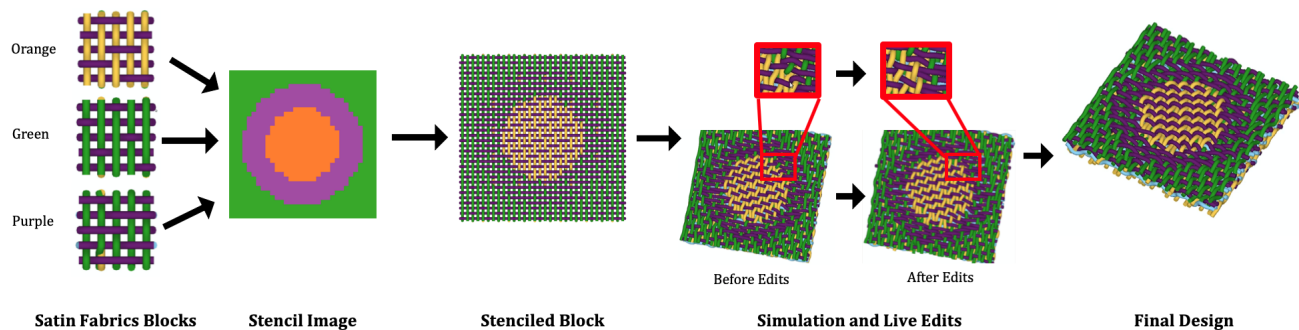 Orange
Green
Purple
Before Edits
After Edits
Satin Fabrics Blocks
Stencil Image
Stenciled Block
Simulation and Live Edits
Final Design